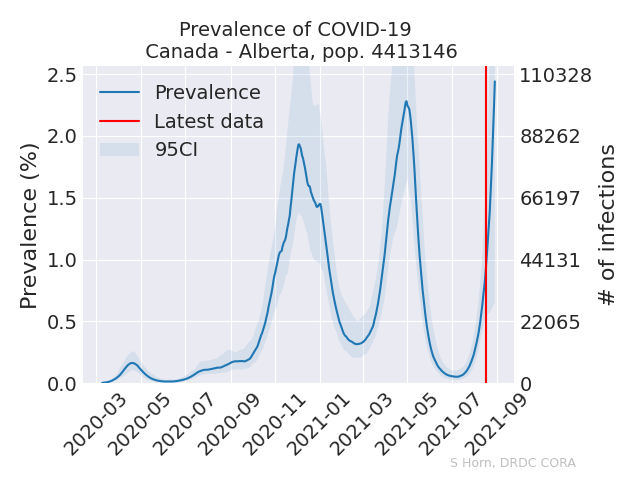 Prevalence of COVID-19
Canada - Alberta, pop. 4413146
Prevalence
Latest data
95CI
Prevalence (%)
2.5
2.0
1.5
1.0
0.5
0.0
110328
88262
66197
44131
22065
0
# of infections
2020-03
2020-05
2020-07
2020-09
2020-11
2021-01
2021-03
2021-05
2021-07
2021-09
S Horn, DRDC CORA